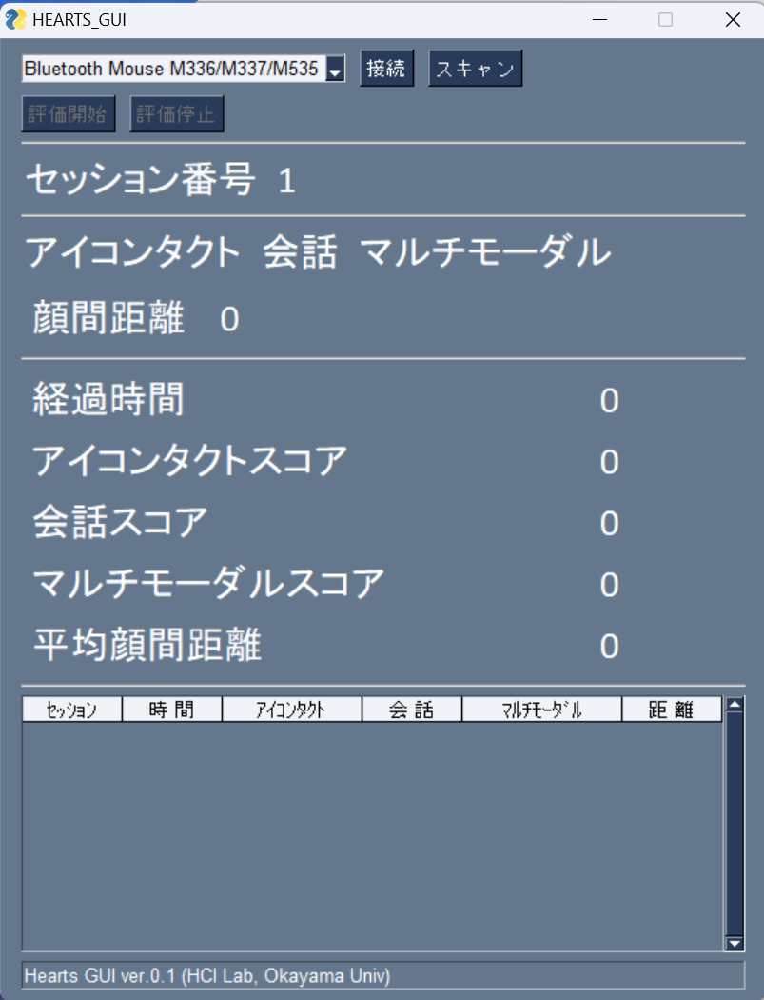 HEARTS_GUI
Bluetooth Mouse M336/M337/M535 接続 スキャン
評価開始 評価停止
セッション番号 1
アイコンタクト 会話 マルチモーダル
顔間距離 0
経過時間 0
アイコンタクトスコア 0
会話スコア 0
マルチモーダルスコア 0
平均顔間距離 0
セッション 時間 アイコンタクト 会話 マルチモーダル 距離
Hearts GUI ver.0.1 (HCI Lab, Okayama Univ)